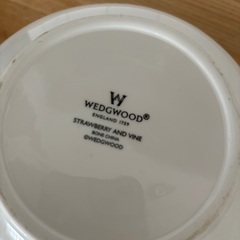 W
WEDGWOOD®
ENGLAND 1759
STRAWBERRY AND VINE
BONE CHINA
©WEDGWOOD